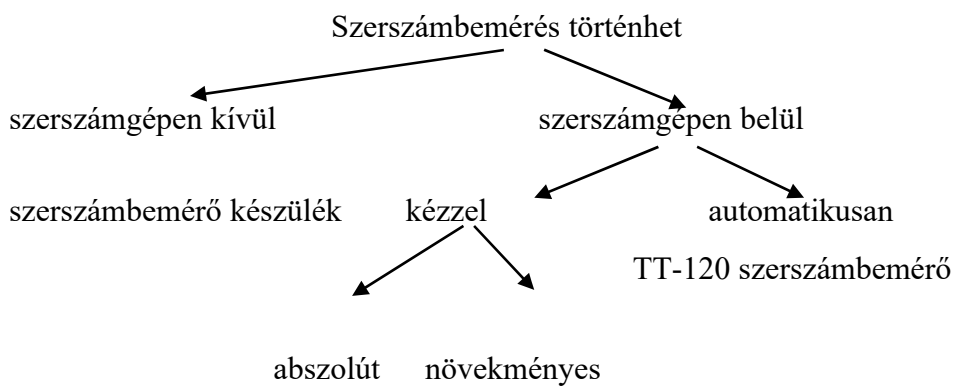 Szerszámbemérés történhet
szerszámgépen kívül szerszámgépen belül
szerszámbemérő készülék kézzel automatikusan
TT-120 szerszámbemérő
abszolút növekményes